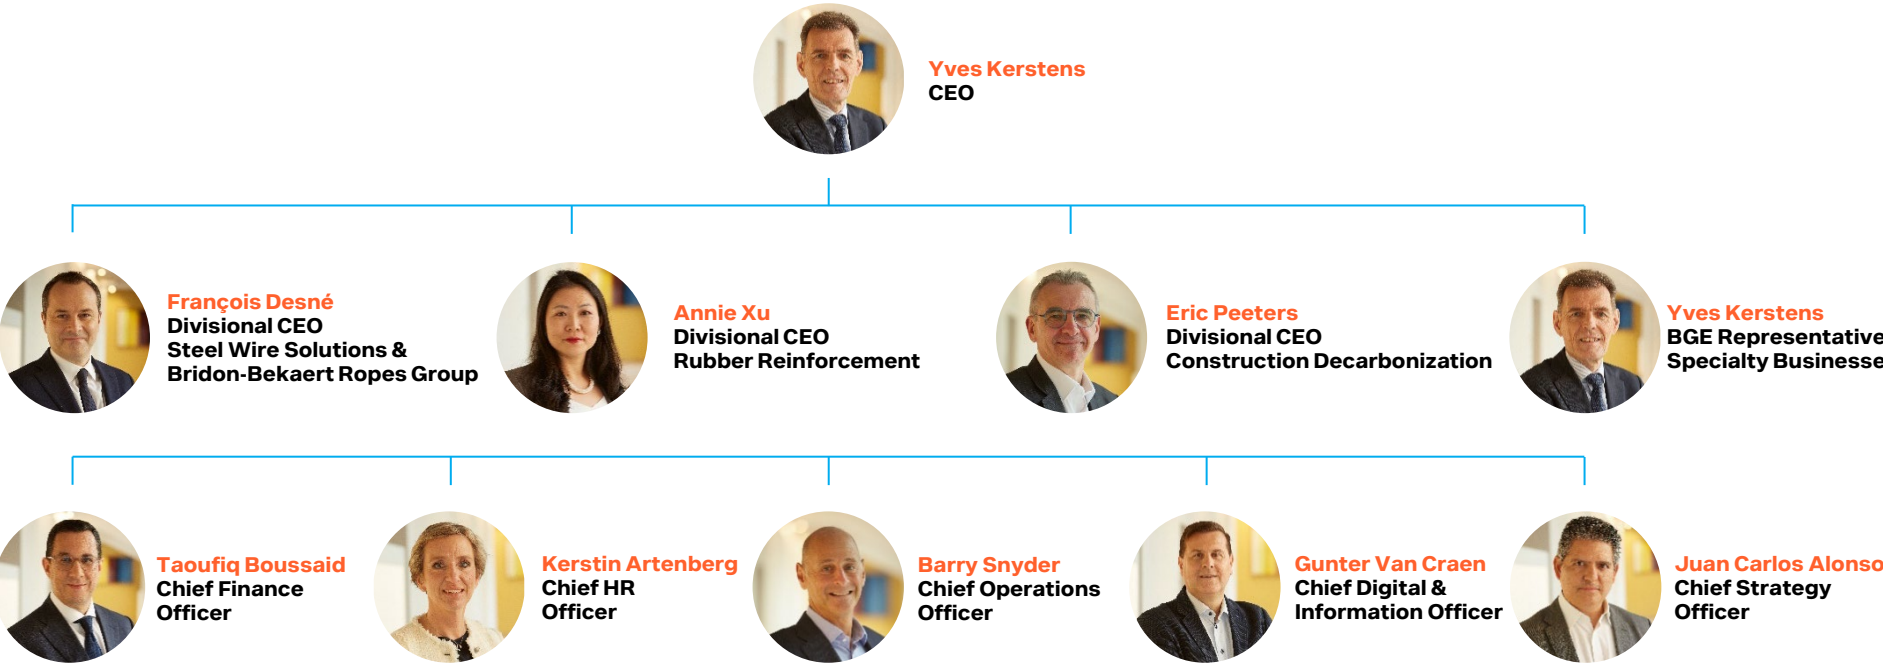 Yves Kerstens
CEO
François Desné
Divisional CEO
Steel Wire Solutions &
Bridon-Bekaert Ropes Group
Annie Xu
Divisional CEO
Rubber Reinforcement
Eric Peeters
Divisional CEO
Construction Decarbonization
Yves Kerstens
BGE Representative
Specialty Businesse
Taoufiq Boussaid
Chief Finance
Officer
Kerstin Artenberg
Chief HR
Officer
Barry Snyder
Chief Operations
Officer
Gunter Van Craen
Chief Digital &
Information Officer
Juan Carlos Alonso
Chief Strategy
Officer